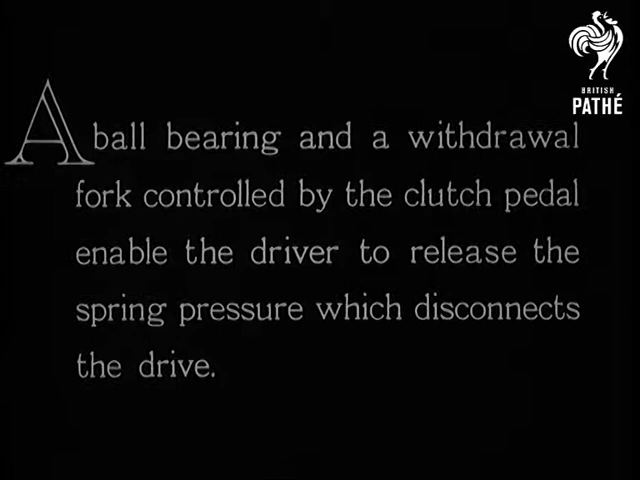 BRITISH
PATHÉ
A ball bearing and a withdrawal
fork controlled by the clutch pedal
enable the driver to release the
spring pressure which disconnects
the drive.